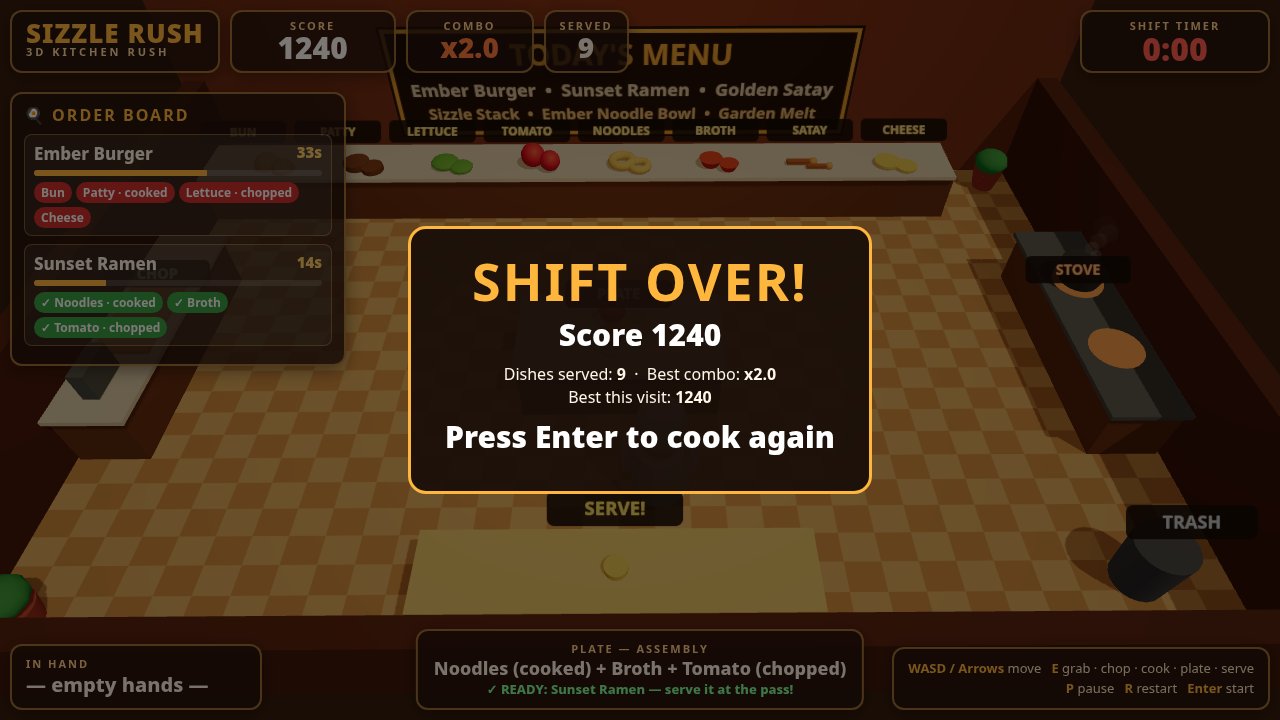 SIZZLE RUSH
3D KITCHEN RUSH
SCORE
1240
COMBO
x2.0
SERVED
9
SHIFT TIMER
0:00
TODAY'S MENU
Ember Burger • Sunset Ramen • Golden Satay
Sizzle Stack • Ember Noodle Bowl • Garden Melt
BUN
PATTY
LETTUCE
TOMATO
NOODLES
BROTH
SATAY
CHEESE
🍳 ORDER BOARD
Ember Burger 33s
Bun Patty · cooked Lettuce · chopped
Cheese
Sunset Ramen 14s
✓ Noodles · cooked ✓ Broth
✓ Tomato · chopped
CHOP
STOVE
SHIFT OVER!
Score 1240
Dishes served: 9 · Best combo: x2.0
Best this visit: 1240
Press Enter to cook again
SERVE!
TRASH
IN HAND
— empty hands —
PLATE — ASSEMBLY
Noodles (cooked) + Broth + Tomato (chopped)
✓ READY: Sunset Ramen — serve it at the pass!
WASD / Arrows move E grab · chop · cook · plate · serve
P pause R restart Enter start